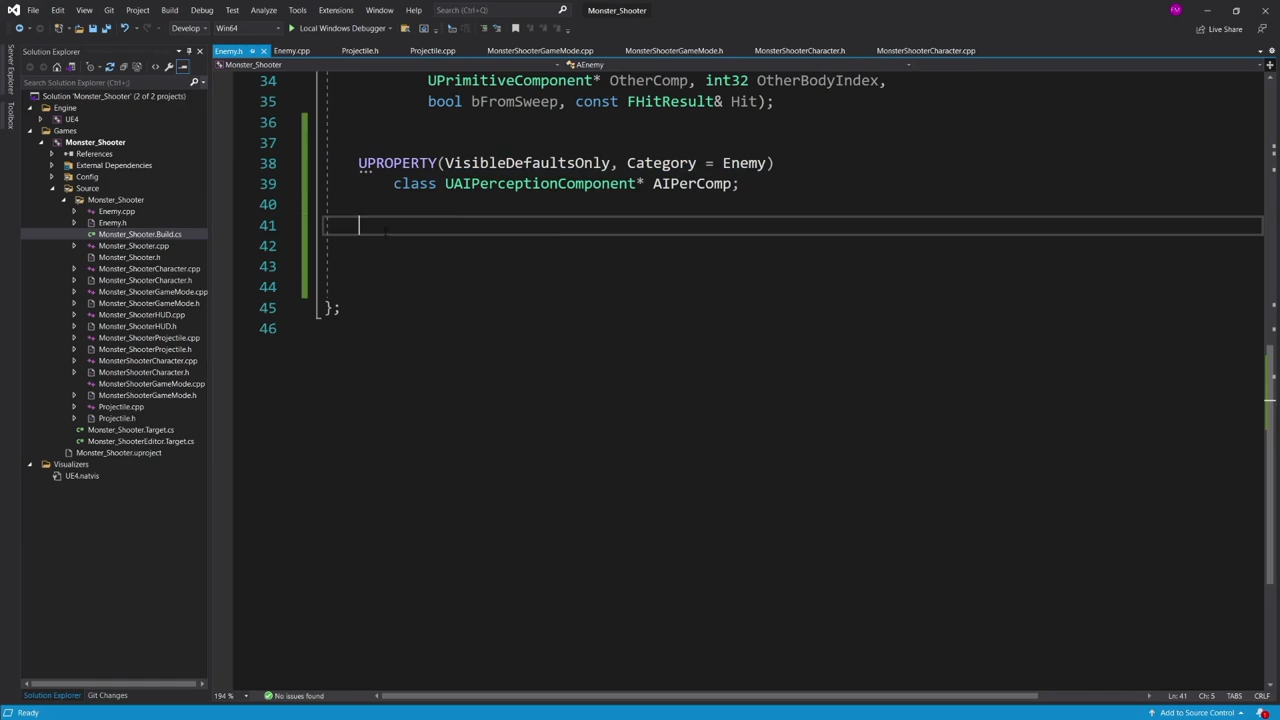 File Edit View Git Project Build Debug Test Analyze Tools Extensions Window Help Search (Ctrl+Q) Monster_Shooter FM
Develop Win64 Local Windows Debugger Live Share
Server Explorer
Toolbox
Solution Explorer
Search Solution Explorer (Ctrl+;)
Solution 'Monster_Shooter' (2 of 2 projects)
Engine
UE4
Games
Monster_Shooter
References
External Dependencies
Config
Source
Monster_Shooter
Enemy.cpp
Enemy.h
Monster_Shooter.Build.cs
Monster_Shooter.cpp
Monster_Shooter.h
Monster_ShooterCharacter.cpp
Monster_ShooterCharacter.h
Monster_ShooterGameMode.cpp
Monster_ShooterGameMode.h
Monster_ShooterHUD.cpp
Monster_ShooterHUD.h
Monster_ShooterProjectile.cpp
Monster_ShooterProjectile.h
MonsterShooterCharacter.cpp
MonsterShooterCharacter.h
MonsterShooterGameMode.cpp
MonsterShooterGameMode.h
Projectile.cpp
Projectile.h
Monster_Shooter.Target.cs
Monster_ShooterEditor.Target.cs
Monster_Shooter.uproject
Visualizers
UE4.natvis
Solution Explorer Git Changes
Enemy.h Enemy.cpp Projectile.h Projectile.cpp MonsterShooterGameMode.cpp MonsterShooterGameMode.h MonsterShooterCharacter.h MonsterShooterCharacter.cpp
Monster_Shooter AEnemy
34 UPrimitiveComponent* OtherComp, int32 OtherBodyIndex,
35 bool bFromSweep, const FHitResult& Hit);
36
37
38 UPROPERTY(VisibleDefaultsOnly, Category = Enemy)
39 class UAIPerceptionComponent* AIPerComp;
40
41
42
43
44
45 };
46
194 % No issues found Ln: 41 Ch: 5 TABS CRLF
Ready Add to Source Control 1